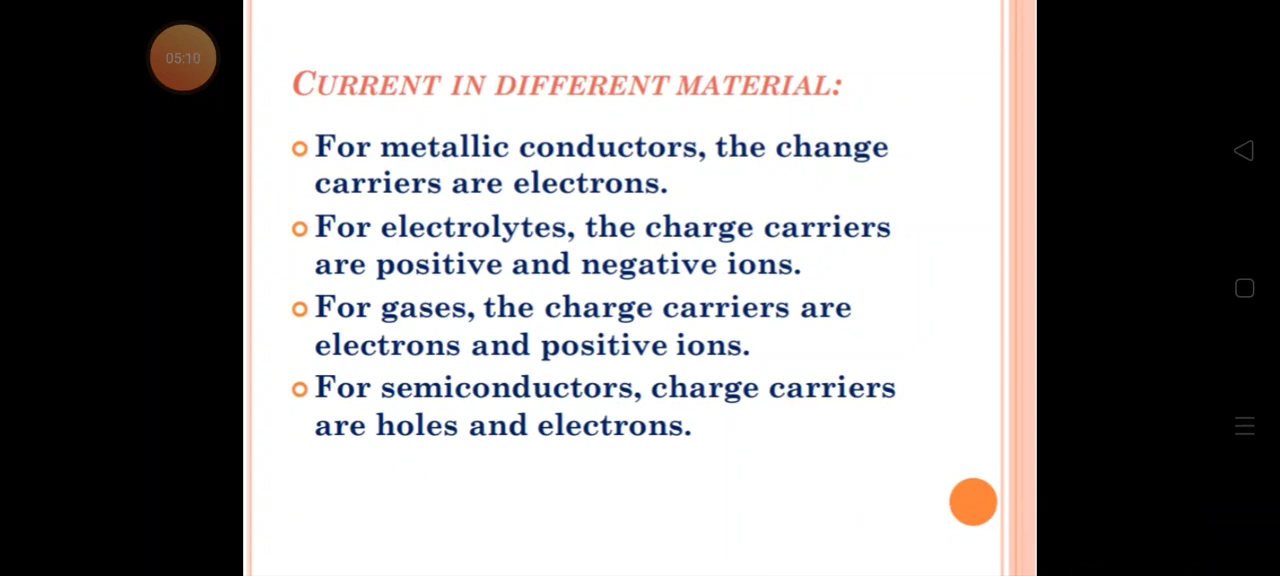 05:10
CURRENT IN DIFFERENT MATERIAL:
For metallic conductors, the change
carriers are electrons.
For electrolytes, the charge carriers
are positive and negative ions.
For gases, the charge carriers are
electrons and positive ions.
For semiconductors, charge carriers
are holes and electrons.